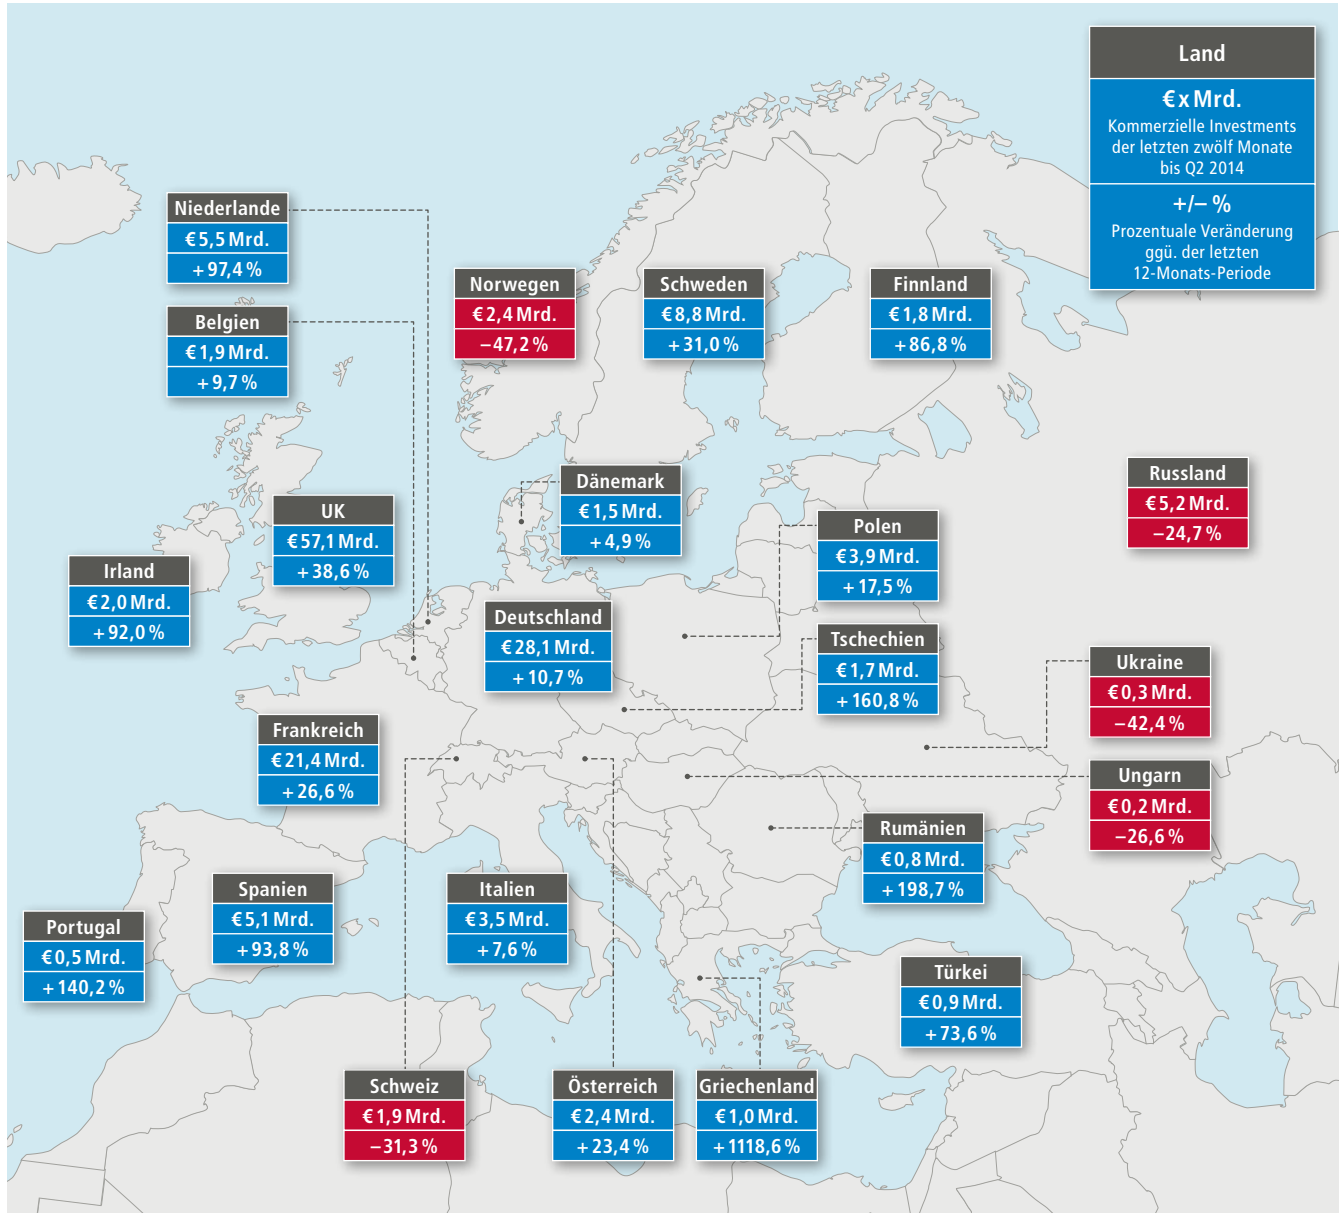 Land
€ x Mrd.
Kommerzielle Investments
der letzten zwölf Monate
bis Q2 2014
+/– %
Prozentuale Veränderung
ggü. der letzten
12-Monats-Periode
Niederlande
€ 5,5 Mrd.
+ 97,4 %
Belgien
€ 1,9 Mrd.
+ 9,7 %
Norwegen
€ 2,4 Mrd.
–47,2 %
Schweden
€ 8,8 Mrd.
+ 31,0 %
Finnland
€ 1,8 Mrd.
+ 86,8 %
Russland
€ 5,2 Mrd.
–24,7 %
Dänemark
€ 1,5 Mrd.
+ 4,9 %
UK
€ 57,1 Mrd.
+ 38,6 %
Polen
€ 3,9 Mrd.
+ 17,5 %
Irland
€ 2,0 Mrd.
+ 92,0 %
Deutschland
€ 28,1 Mrd.
+ 10,7 %
Tschechien
€ 1,7 Mrd.
+ 160,8 %
Ukraine
€ 0,3 Mrd.
–42,4 %
Frankreich
€ 21,4 Mrd.
+ 26,6 %
Ungarn
€ 0,2 Mrd.
–26,6 %
Rumänien
€ 0,8 Mrd.
+ 198,7 %
Spanien
€ 5,1 Mrd.
+ 93,8 %
Italien
€ 3,5 Mrd.
+ 7,6 %
Portugal
€ 0,5 Mrd.
+ 140,2 %
Türkei
€ 0,9 Mrd.
+ 73,6 %
Schweiz
€ 1,9 Mrd.
–31,3 %
Österreich
€ 2,4 Mrd.
+ 23,4 %
Griechenland
€ 1,0 Mrd.
+ 1118,6 %